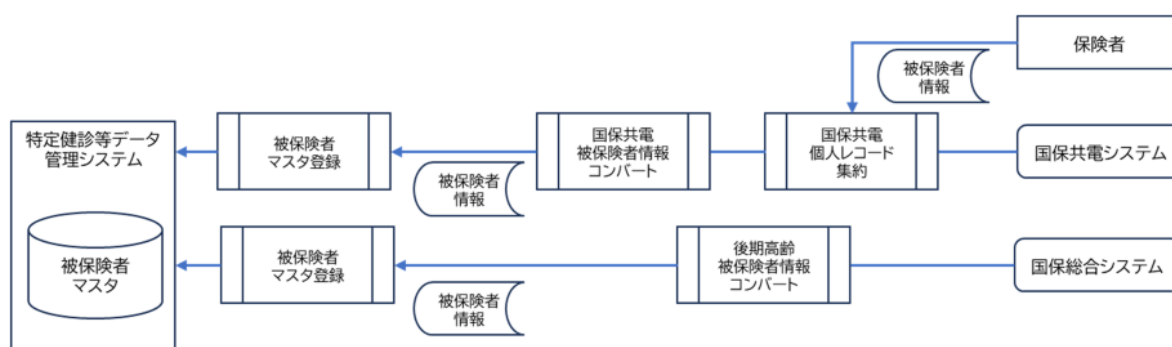 保険者
被保険者
情報
特定健診等データ
管理システム
被保険者
マスタ登録
国保共電
被保険者情報
コンバート
国保共電
個人レコード
集約
国保共電システム
被保険者
情報
被保険者
マスタ
被保険者
マスタ登録
後期高齢
被保険者情報
コンバート
国保総合システム
被保険者
情報